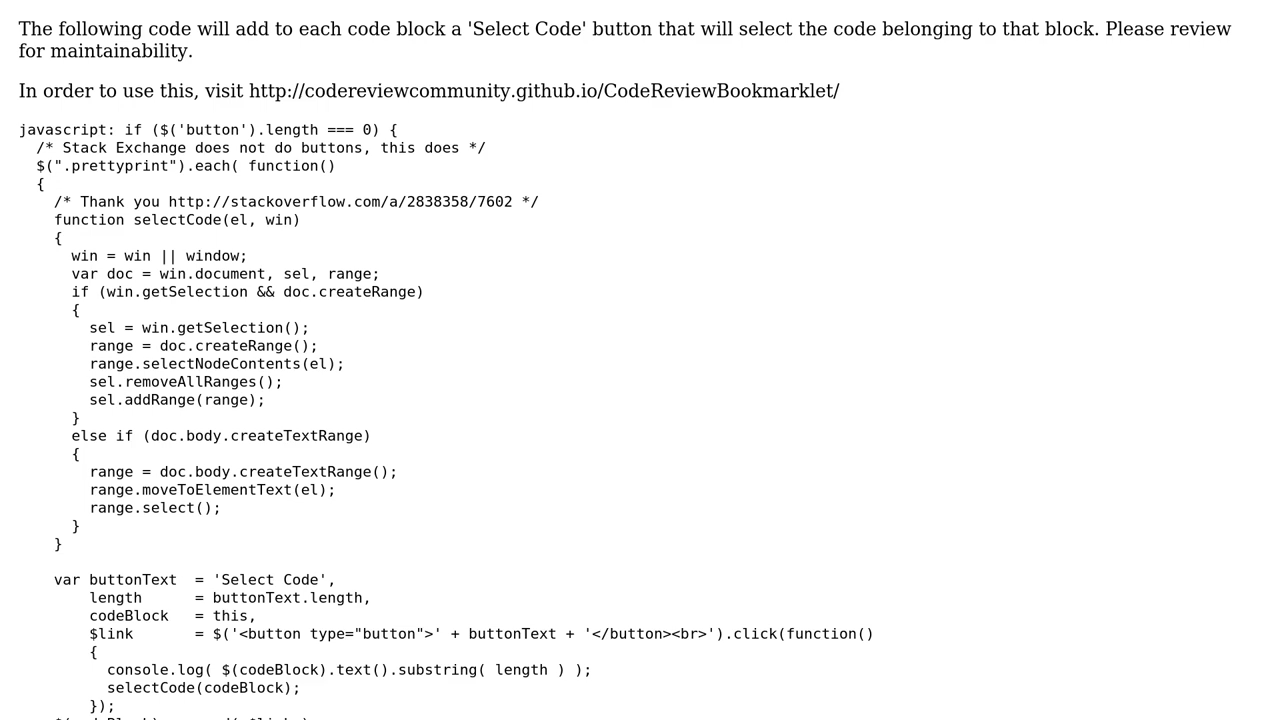 The following code will add to each code block a 'Select Code' button that will select the code belonging to that block. Please review
for maintainability.
In order to use this, visit http://codereviewcommunity.github.io/CodeReviewBookmarklet/
javascript: if ($('button').length === 0) {
  /* Stack Exchange does not do buttons, this does */
  $(".prettyprint").each( function()
  {
    /* Thank you http://stackoverflow.com/a/2838358/7602 */
    function selectCode(el, win)
    {
      win = win || window;
      var doc = win.document, sel, range;
      if (win.getSelection && doc.createRange)
      {
        sel = win.getSelection();
        range = doc.createRange();
        range.selectNodeContents(el);
        sel.removeAllRanges();
        sel.addRange(range);
      }
      else if (doc.body.createTextRange)
      {
        range = doc.body.createTextRange();
        range.moveToElementText(el);
        range.select();
      }
    }
    var buttonText  = 'Select Code',
        length      = buttonText.length,
        codeBlock   = this,
        $link       = $('<button type="button">' + buttonText + '</button><br>').click(function()
        {
          console.log( $(codeBlock).text().substring( length ) );
          selectCode(codeBlock);
        });